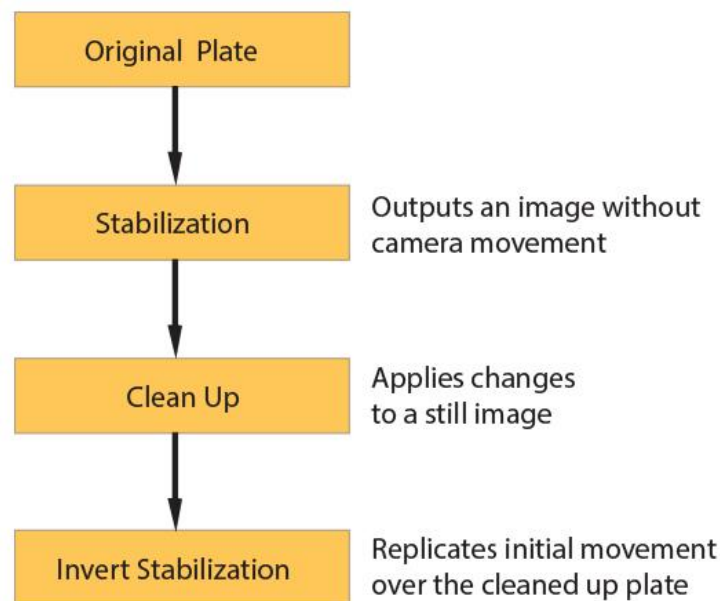 Original Plate
Stabilization
Outputs an image without
camera movement
Clean Up
Applies changes
to a still image
Invert Stabilization
Replicates initial movement
over the cleaned up plate